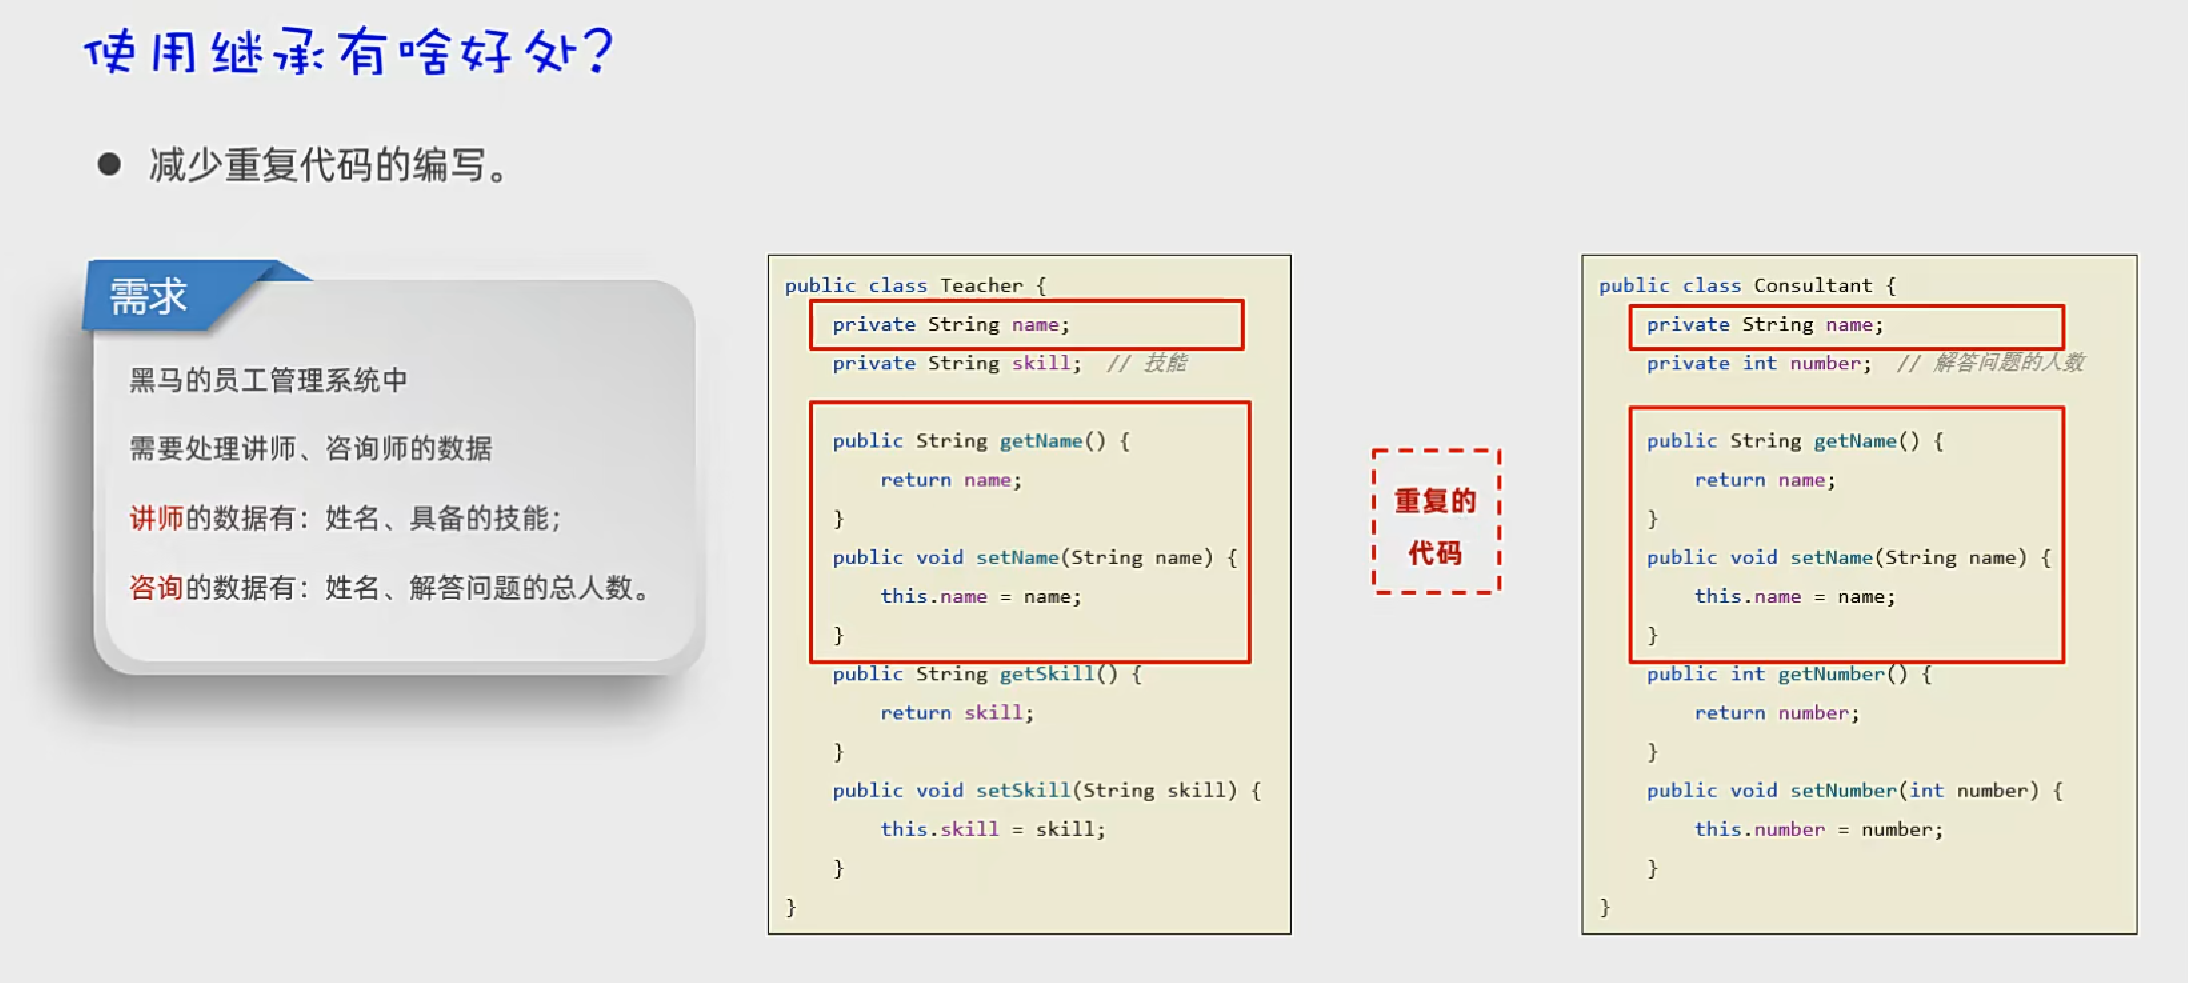 使用继承有啥好处?
● 减少重复代码的编写。
需求
黑马的员工管理系统中
需要处理讲师、咨询师的数据
讲师的数据有：姓名、具备的技能；
咨询的数据有：姓名、解答问题的总人数。
public class Teacher {
private String name;
private String skill; // 技能
public String getName() {
return name;
}
public void setName(String name) {
this.name = name;
}
public String getSkill() {
return skill;
}
public void setSkill(String skill) {
this.skill = skill;
}
}
重复的
代码
public class Consultant {
private String name;
private int number; // 解答问题的人数
public String getName() {
return name;
}
public void setName(String name) {
this.name = name;
}
public int getNumber() {
return number;
}
public void setNumber(int number) {
this.number = number;
}
}